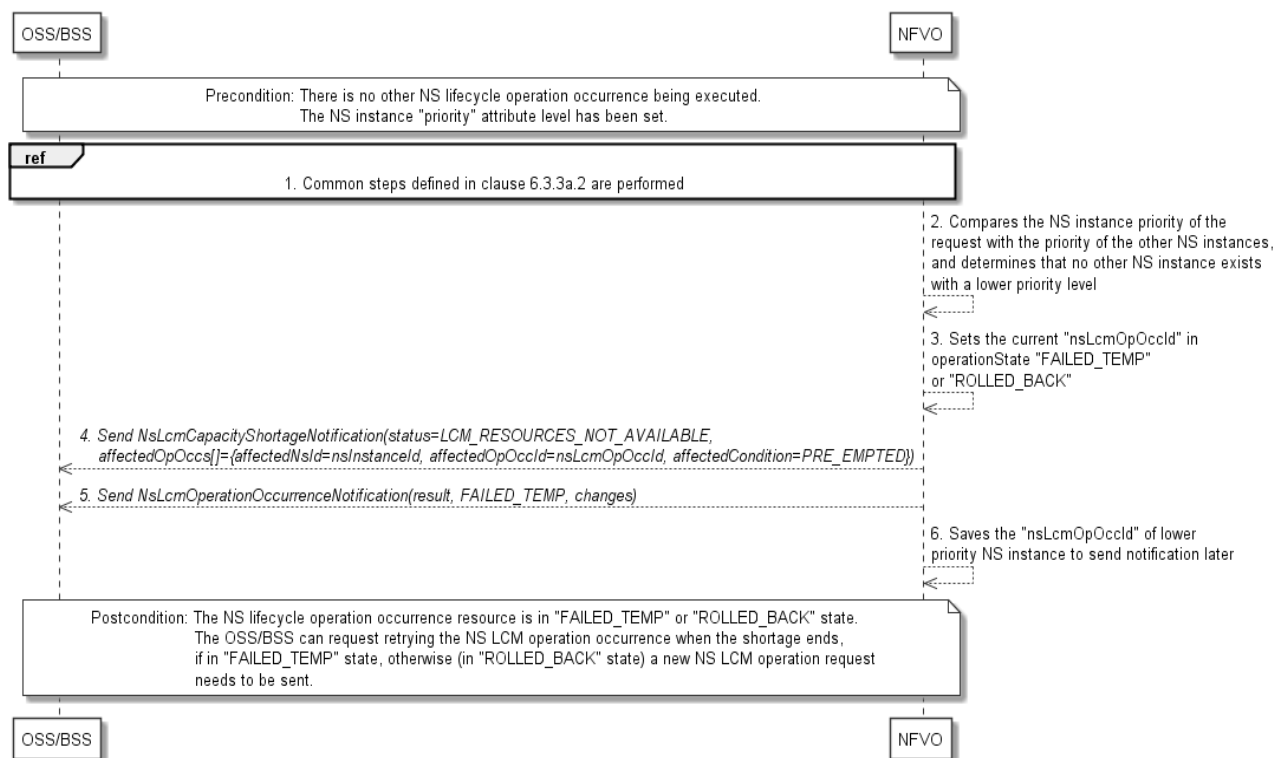 OSS/BSS
NFVO
Precondition: There is no other NS lifecycle operation occurrence being executed.
The NS instance "priority" attribute level has been set.
ref
1. Common steps defined in clause 6.3.3a.2 are performed
2. Compares the NS instance priority of the
request with the priority of the other NS instances,
and determines that no other NS instance exists
with a lower priority level
3. Sets the current "nsLcmOpOccId" in
operationState "FAILED_TEMP"
or "ROLLED_BACK"
4. Send NsLcmCapacityShortageNotification(status=LCM_RESOURCES_NOT_AVAILABLE,
affectedOpOccs[]={affectedNsId=nsInstanceId, affectedOpOccId=nsLcmOpOccId, affectedCondition=PRE_EMPTED})
5. Send NsLcmOperationOccurrenceNotification(result, FAILED_TEMP, changes)
6. Saves the "nsLcmOpOccId" of lower
priority NS instance to send notification later
Postcondition: The NS lifecycle operation occurrence resource is in "FAILED_TEMP" or "ROLLED_BACK" state.
The OSS/BSS can request retrying the NS LCM operation occurrence when the shortage ends,
if in "FAILED_TEMP" state, otherwise (in "ROLLED_BACK" state) a new NS LCM operation request
needs to be sent.
OSS/BSS
NFVO